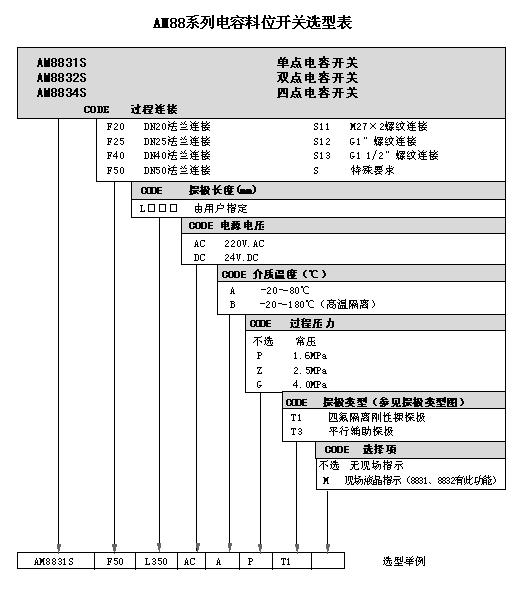 AM88系列电容料位开关选型表
AM8831S 单点电容开关
AM8832S 双点电容开关
AM8834S 四点电容开关
CODE 过程连接
F20 DN20法兰连接 S11 M27×2螺纹连接
F25 DN25法兰连接 S12 G1″螺纹连接
F40 DN40法兰连接 S13 G1 1/2″螺纹连接
F50 DN50法兰连接 S 特殊要求
CODE 探极长度(mm)
L□□□ 由用户指定
CODE 电源电压
AC 220V.AC
DC 24V.DC
CODE 介质温度(℃)
A -20～80℃
B -20～180℃(高温隔离)
CODE 过程压力
不选 常压
P 1.6MPa
Z 2.5MPa
G 4.0MPa
CODE 探极类型(参见探极类型图)
T1 四氟隔离刚性裸探极
T3 平行辅助探极
CODE 选择项
不选 无现场指示
M 现场液晶指示(8831、8832有此功能)
AM8831S F50 L350 AC A P T1 选型举例